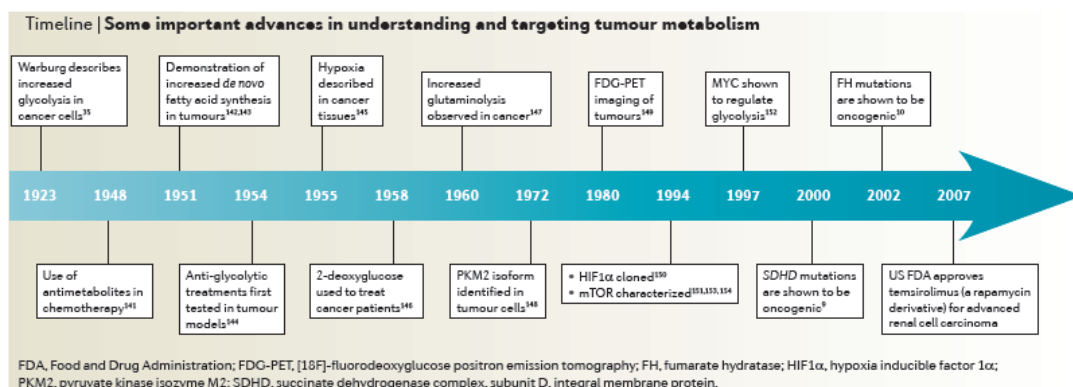 Timeline | Some important advances in understanding and targeting tumour metabolism
Warburg describes
increased
glycolysis in
cancer cells35
Demonstration of
increased de novo
fatty acid synthesis
in tumours142,143
Hypoxia
described
in cancer
tissues145
Increased
glutaminolysis
observed in cancer147
FDG-PET
imaging of
tumours149
MYC shown
to regulate
glycolysis152
FH mutations
are shown to be
oncogenic10
1923 1948 1951 1954 1955 1958 1960 1972 1980 1994 1997 2000 2002 2007
Use of
antimetabolites in
chemotherapy141
Anti-glycolytic
treatments first
tested in tumour
models144
2-deoxyglucose
used to treat
cancer patients146
PKM2 isoform
identified in
tumour cells148
• HIF1α cloned150
• mTOR characterized151,153,154
SDHD mutations
are shown to be
oncogenic9
US FDA approves
temsirolimus (a rapamycin
derivative) for advanced
renal cell carcinoma
FDA, Food and Drug Administration; FDG-PET, [18F]-fluorodeoxyglucose positron emission tomography; FH, fumarate hydratase; HIF1α, hypoxia inducible factor 1α;
PKM2, pyruvate kinase isozyme M2; SDHD, succinate dehydrogenase complex, subunit D, integral membrane protein.